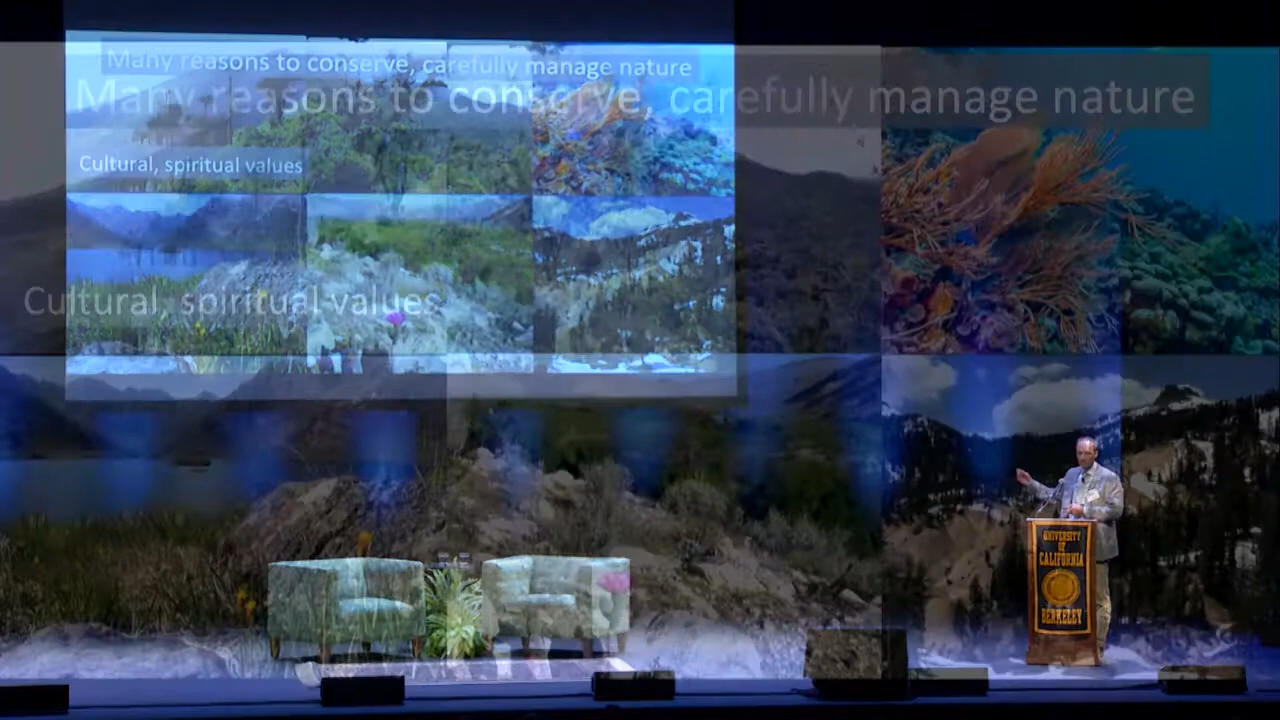 Many reasons to conserve, carefully manage nature
Many reasons to conserve, carefully manage nature
Cultural, spiritual values
Cultural, spiritual values
UNIVERSITY
OF
CALIFORNIA
BERKELEY